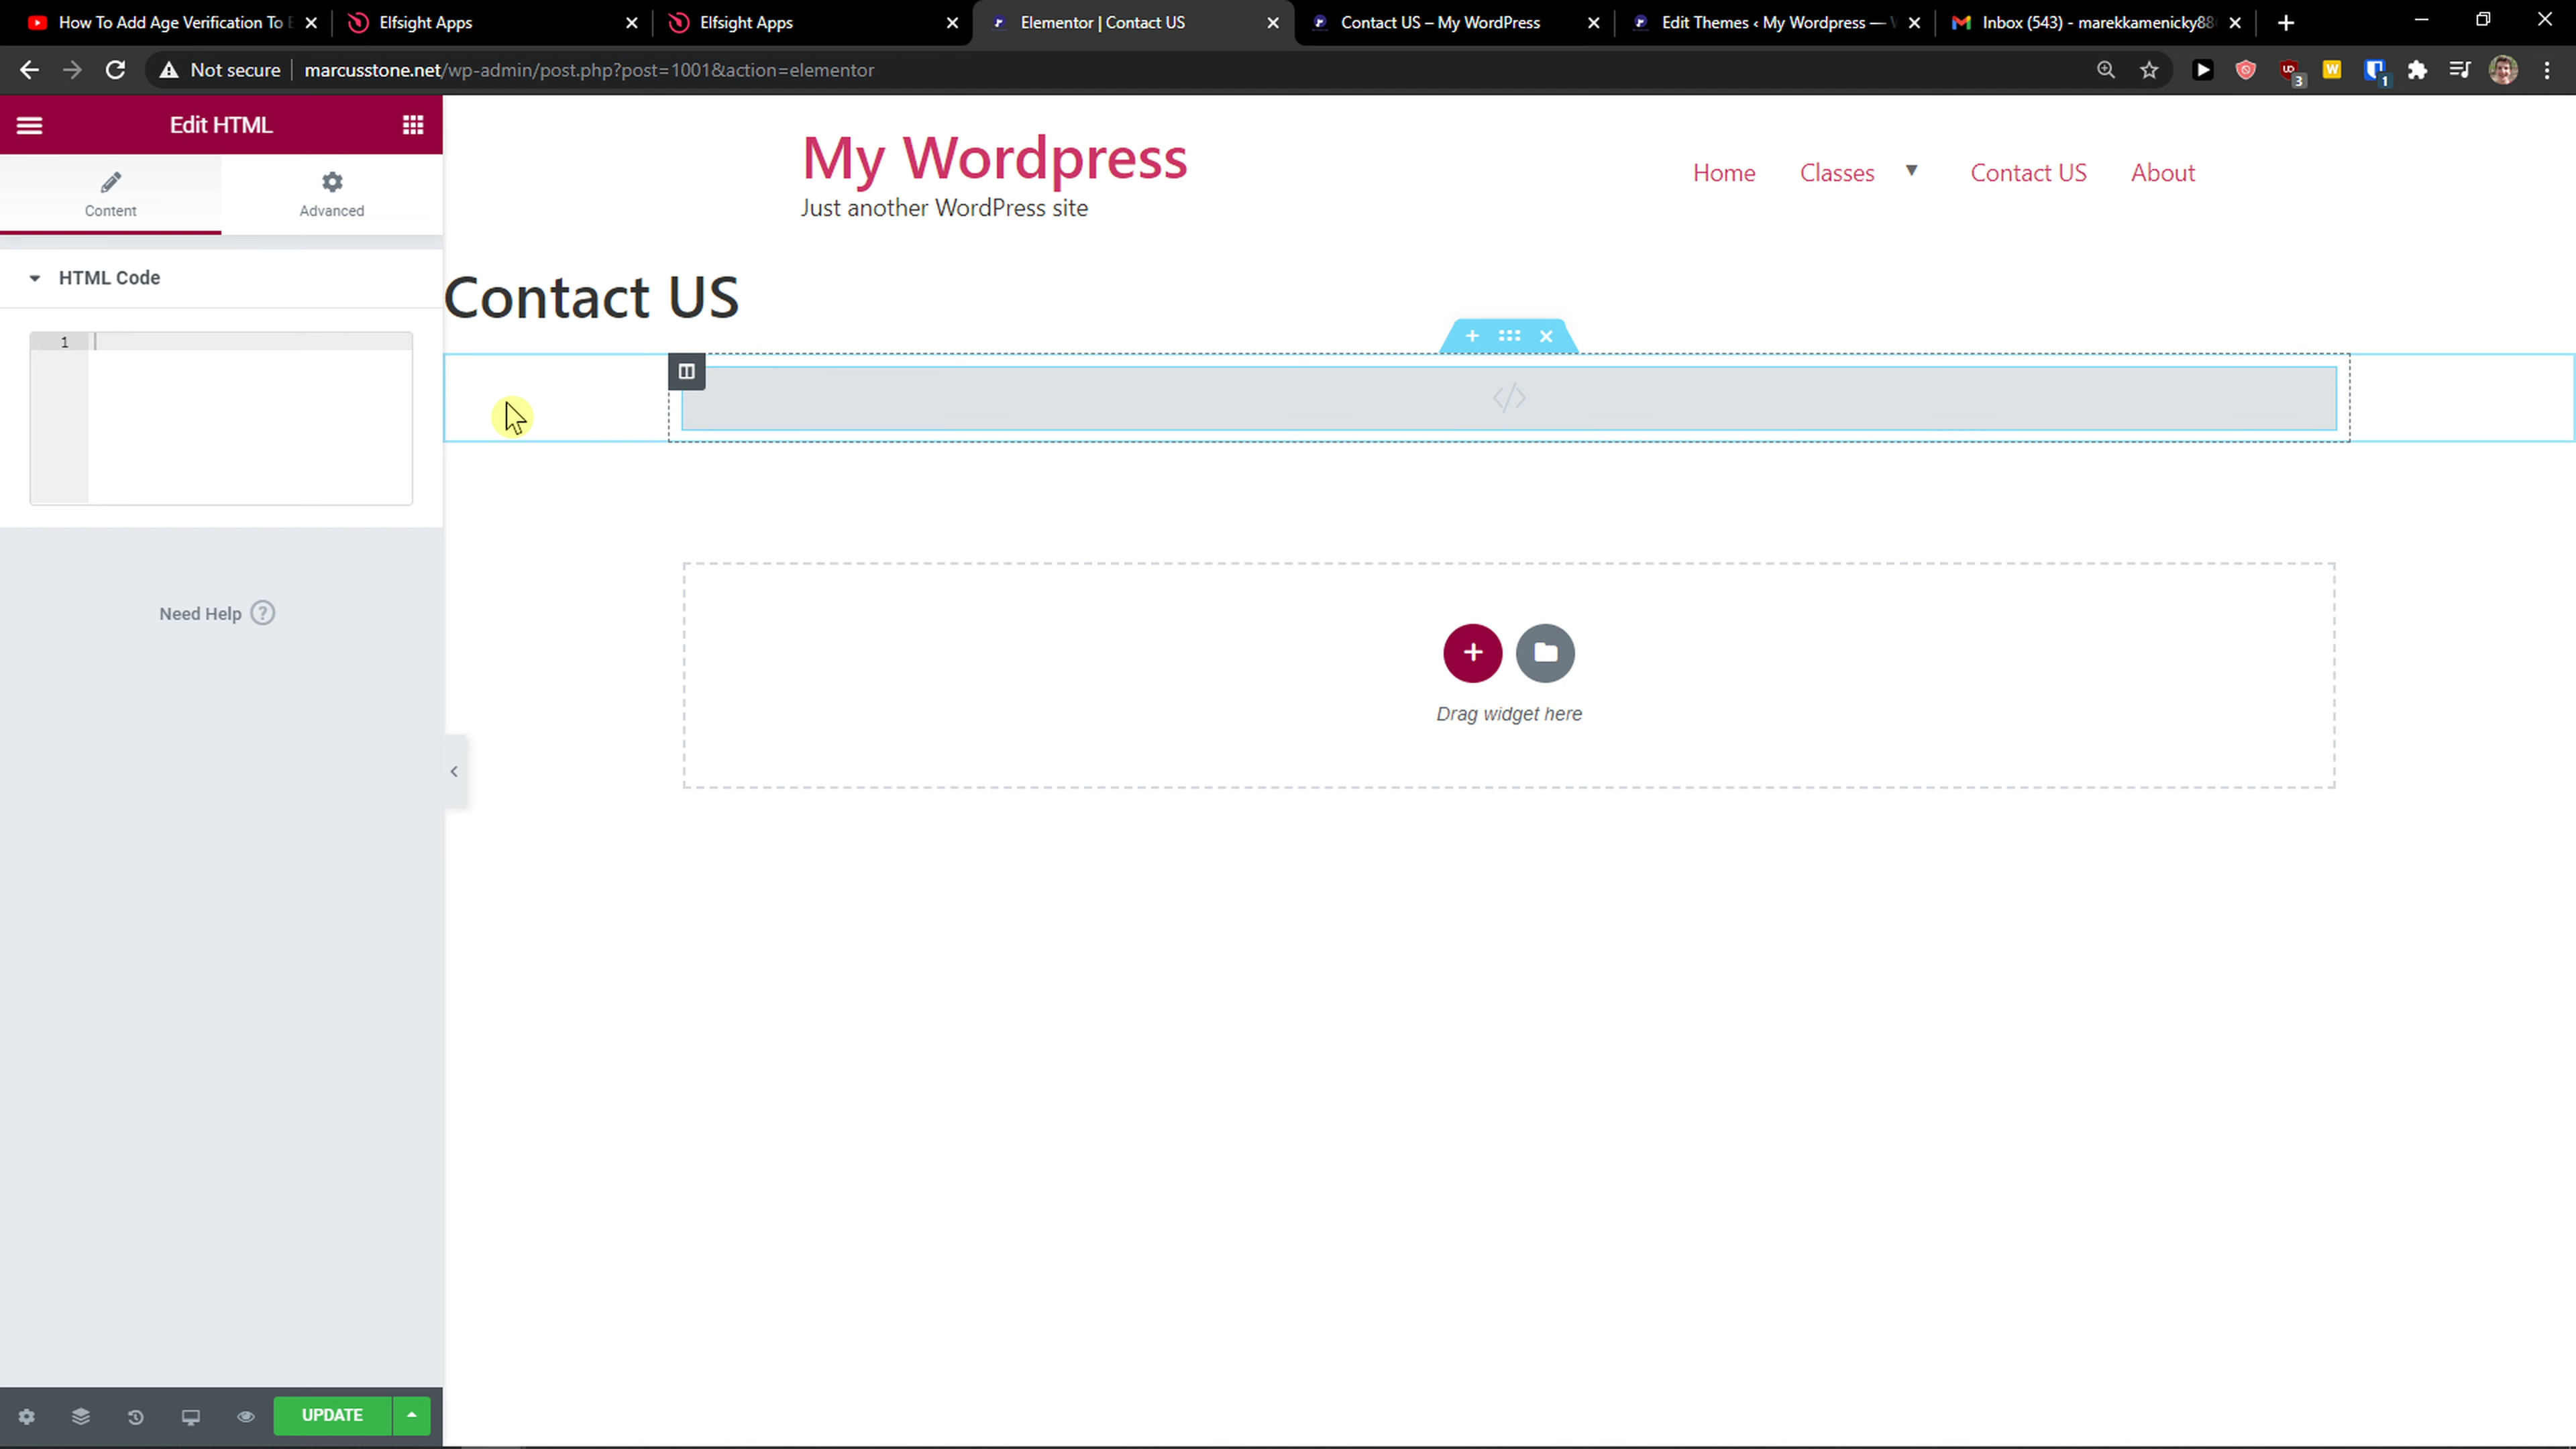 How To Add Age Verification To
Elfsight Apps
Elfsight Apps
Elementor | Contact US
Contact US – My WordPress
Edit Themes ‹ My Wordpress —
Inbox (543) - marekkamenicky88
Not secure
marcusstone.net/wp-admin/post.php?post=1001&action=elementor
3
W
1
Edit HTML
Content
Advanced
HTML Code
1
Need Help ?
UPDATE
My Wordpress
Just another WordPress site
Home
Classes
Contact US
About
Contact US
Drag widget here